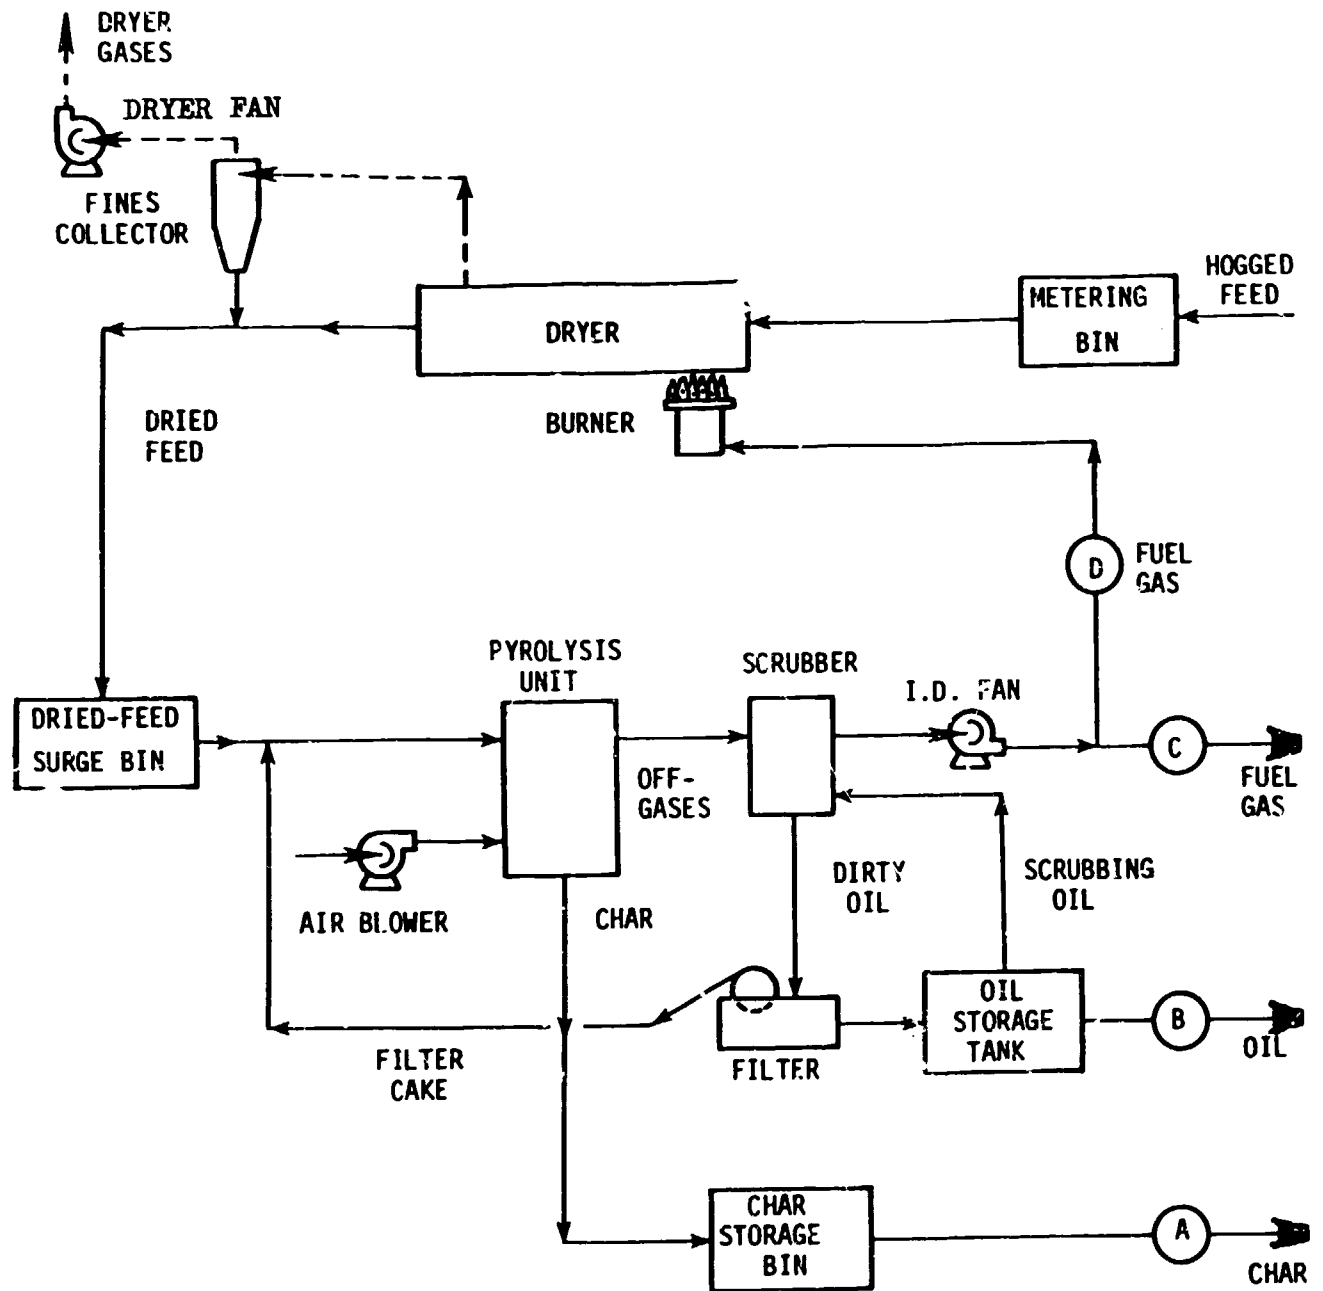 DRYER
GASES
DRYER FAN
FINES
COLLECTOR
HOGGED
FEED
METERING
BIN
DRYER
DRIED
FEED
BURNER
D
FUEL
GAS
PYROLYSIS
UNIT
SCRUBBER
I.D. FAN
DRIED-FEED
SURGE BIN
C
OFF-
GASES
FUEL
GAS
DIRTY
OIL
SCRUBBING
OIL
AIR BLOWER
CHAR
OIL
STORAGE
TANK
B
OIL
FILTER
CAKE
FILTER
CHAR
STORAGE
BIN
A
CHAR